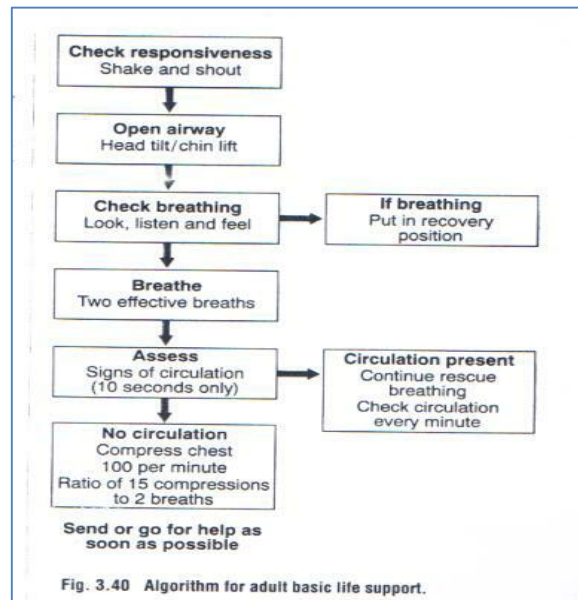 Check responsiveness
Shake and shout
Open airway
Head tilt/chin lift
Check breathing
Look, listen and feel
If breathing
Put in recovery
position
Breathe
Two effective breaths
Assess
Signs of circulation
(10 seconds only)
Circulation present
Continue rescue
breathing
Check circulation
every minute
No circulation
Compress chest
100 per minute
Ratio of 15 compressions
to 2 breaths
Send or go for help as
soon as possible
Fig. 3.40 Algorithm for adult basic life support.